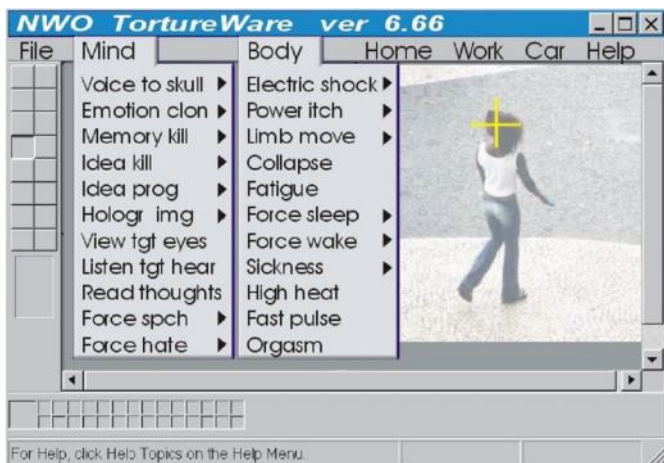 NWO TortureWare ver 6.66
File Mind Body Home Work Car Help
Voice to skull
Emotion clon
Memory kill
Idea kill
Idea prog
Hologr img
View tgt eyes
Listen tgt hear
Read thoughts
Force spch
Force hate
Electric shock
Power itch
Limb move
Collapse
Fatigue
Force sleep
Force wake
Sickness
High heat
Fast pulse
Orgasm
For Help, click Help Topics on the Help Menu.